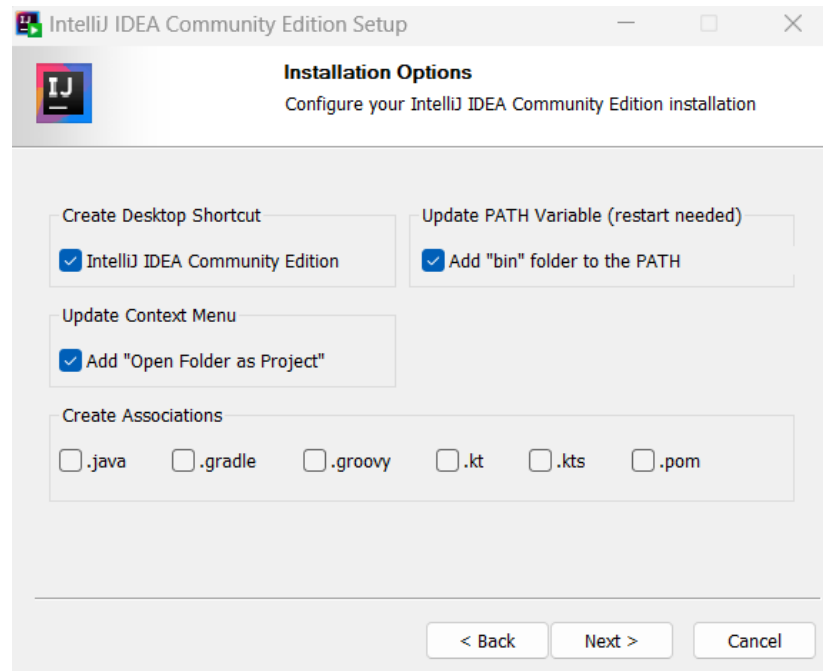 IntelliJ IDEA Community Edition Setup
IJ
Installation Options
Configure your IntelliJ IDEA Community Edition installation
Create Desktop Shortcut
IntelliJ IDEA Community Edition
Update PATH Variable (restart needed)
Add "bin" folder to the PATH
Update Context Menu
Add "Open Folder as Project"
Create Associations
.java .gradle .groovy .kt .kts .pom
< Back Next > Cancel